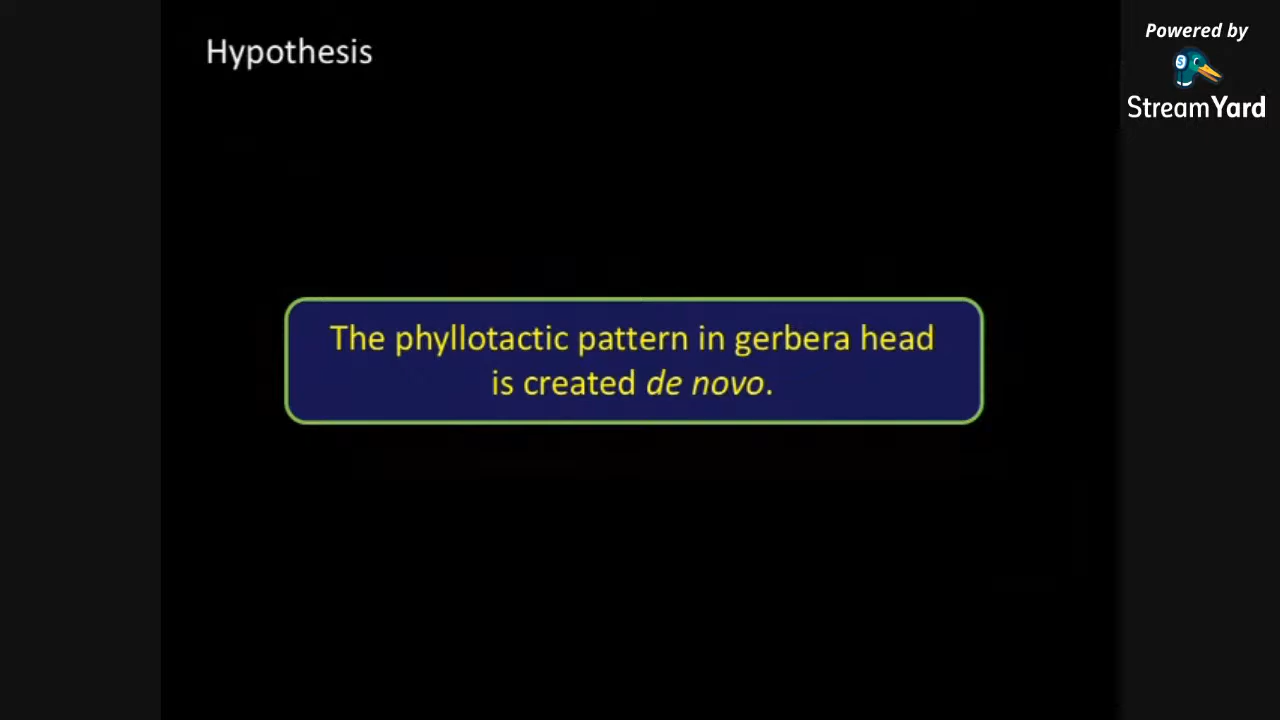 Hypothesis
Powered by
StreamYard
The phyllotactic pattern in gerbera head
is created de novo.